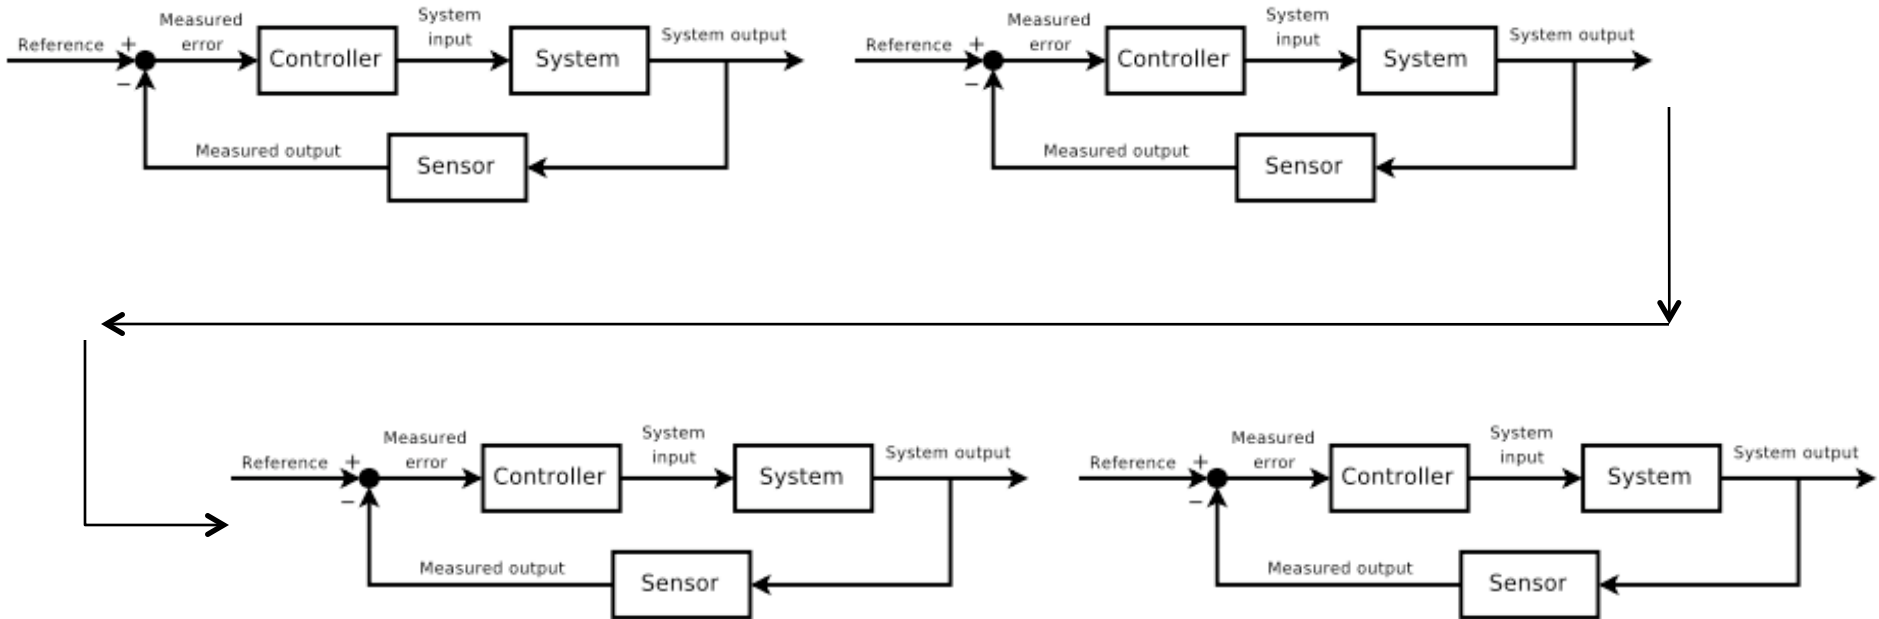 Reference
+
−
Measured
error
Controller
System
input
System
System output
Measured output
Sensor
Reference
+
−
Measured
error
Controller
System
input
System
System output
Measured output
Sensor
Reference
+
−
Measured
error
Controller
System
input
System
System output
Measured output
Sensor
Reference
+
−
Measured
error
Controller
System
input
System
System output
Measured output
Sensor